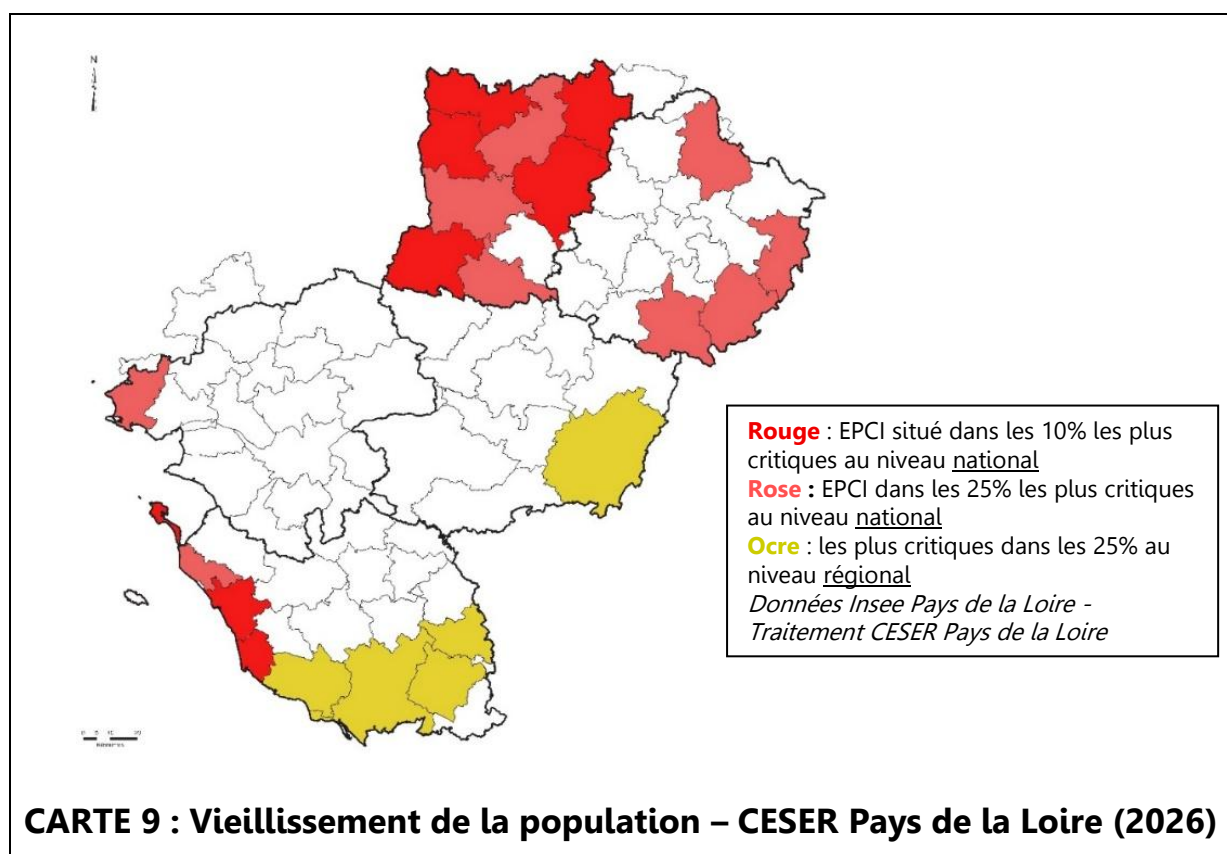 N
Rouge : EPCI situé dans les 10% les plus
critiques au niveau national
Rose : EPCI dans les 25% les plus critiques
au niveau national
Ocre : les plus critiques dans les 25% au
niveau régional
Données Insee Pays de la Loire -
Traitement CESER Pays de la Loire
CARTE 9 : Vieillissement de la population – CESER Pays de la Loire (2026)